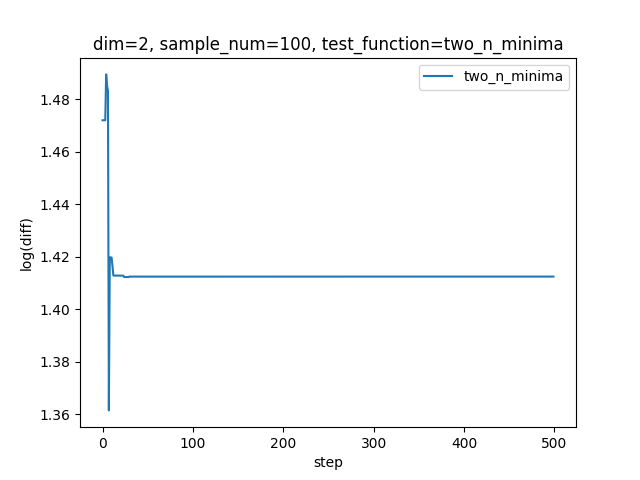 dim=2, sample_num=100, test_function=two_n_minima
two_n_minima
1.48
1.46
1.44
1.42
1.40
1.38
1.36
log(diff)
0 100 200 300 400 500
step